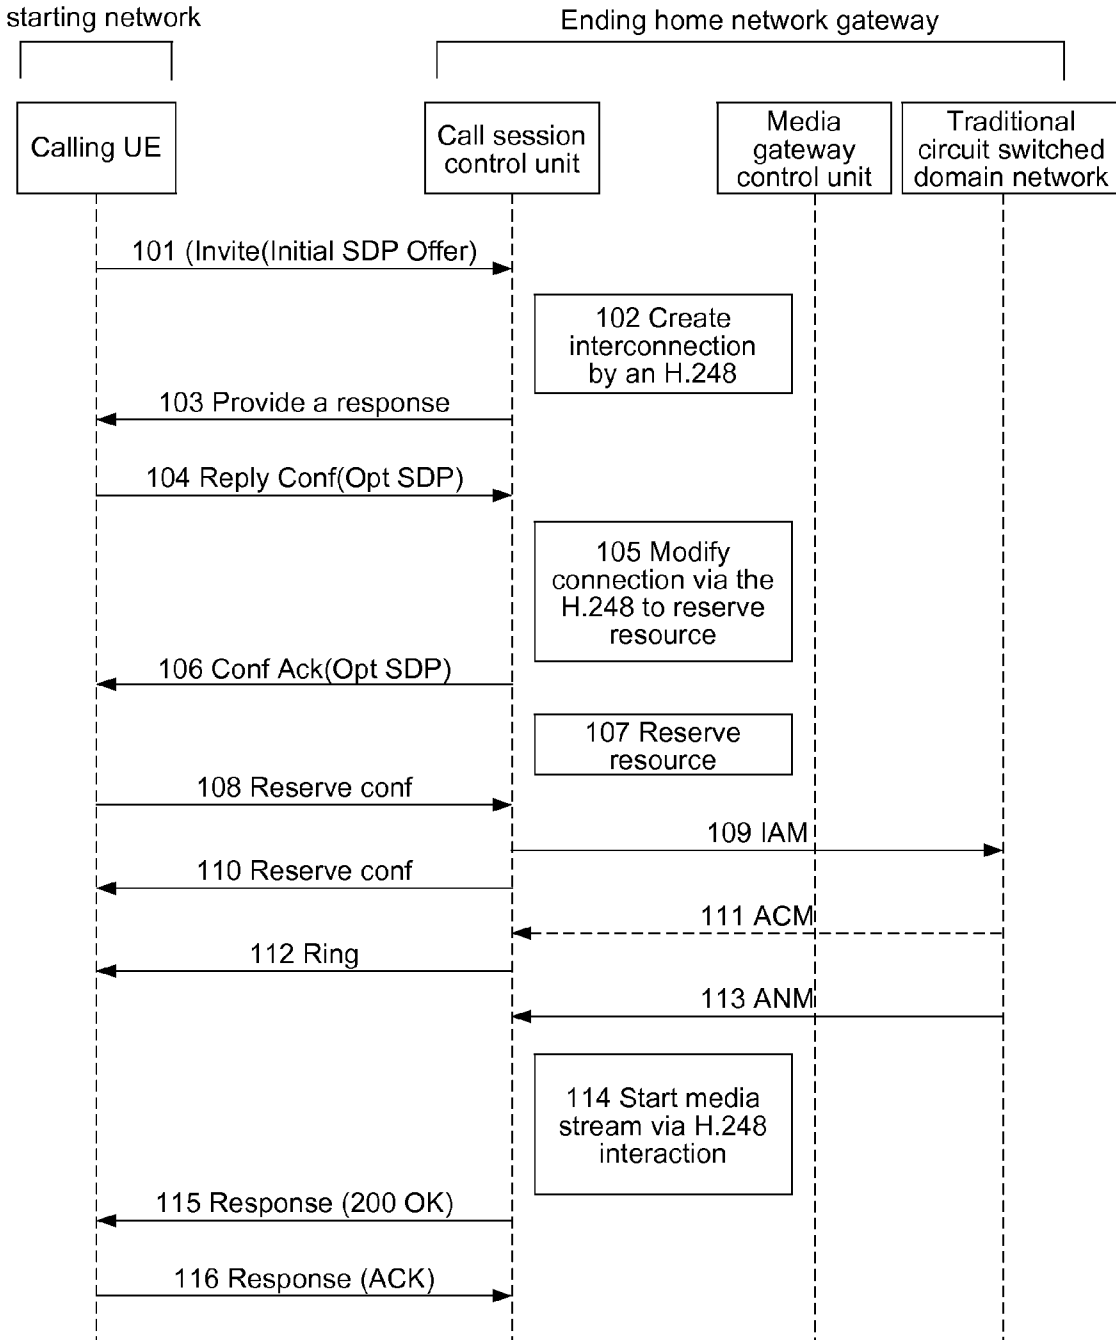 starting network
Ending home network gateway
Calling UE
Call session
control unit
Media
gateway
control unit
Traditional
circuit switched
domain network
101 (Invite(Initial SDP Offer)
102 Create
interconnection
by an H.248
103 Provide a response
104 Reply Conf(Opt SDP)
105 Modify
connection via the
H.248 to reserve
resource
106 Conf Ack(Opt SDP)
107 Reserve
resource
108 Reserve conf
109 IAM
110 Reserve conf
111 ACM
112 Ring
113 ANM
114 Start media
stream via H.248
interaction
115 Response (200 OK)
116 Response (ACK)